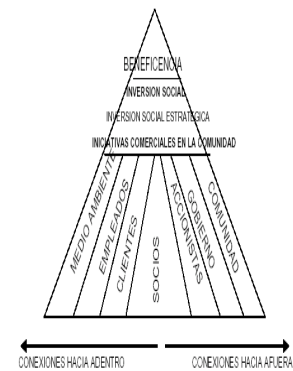 BENEFICENCIA
INVERSION SOCIAL
INVERSION SOCIAL ESTRATEGICA
INICIATIVAS COMERCIALES EN LA COMUNIDAD
MEDIO AMBIENTE
EMPLEADOS
CLIENTES
SOCIOS
ACCIONISTAS
GOBIERNO
COMUNIDAD
CONEXIONES HACIA ADENTRO
CONEXIONES HACIA AFUERA